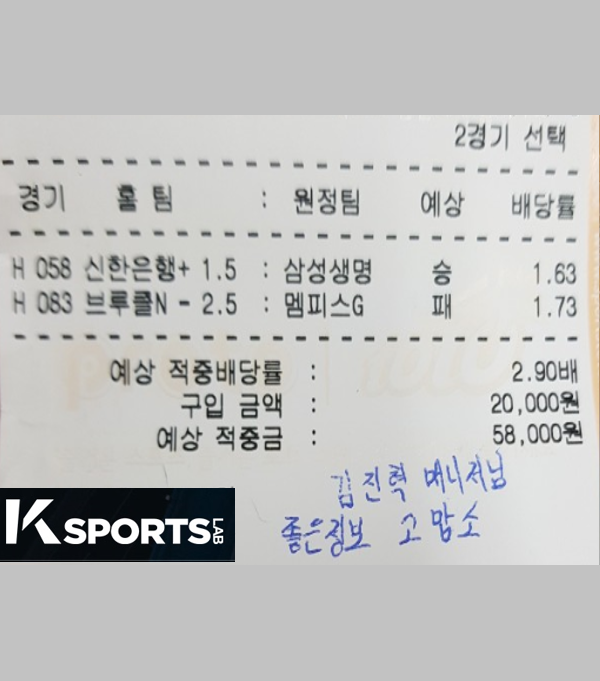 2경기 선택
경기 홈 팀 : 원정팀 예상 배당률
H 058 신한은행+ 1.5 : 삼성생명 승 1.63
H 083 브루클N - 2.5 : 멤피스G 패 1.73
예상 적중배당률 : 2.90배
구입 금액 : 20,000원
예상 적중금 : 58,000원
김진혁 매니저님
좋은정보 고맙소
K SPORTS LAB